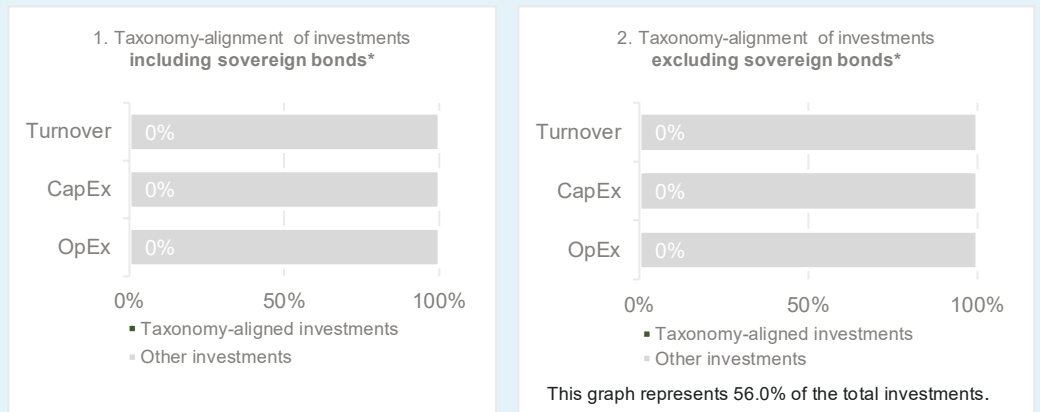 1. Taxonomy-alignment of investments
including sovereign bonds*
Turnover
0%
CapEx
0%
OpEx
0%
0%
50%
100%
Taxonomy-aligned investments
Other investments
2. Taxonomy-alignment of investments
excluding sovereign bonds*
Turnover
0%
CapEx
0%
OpEx
0%
0%
50%
100%
Taxonomy-aligned investments
Other investments
This graph represents 56.0% of the total investments.